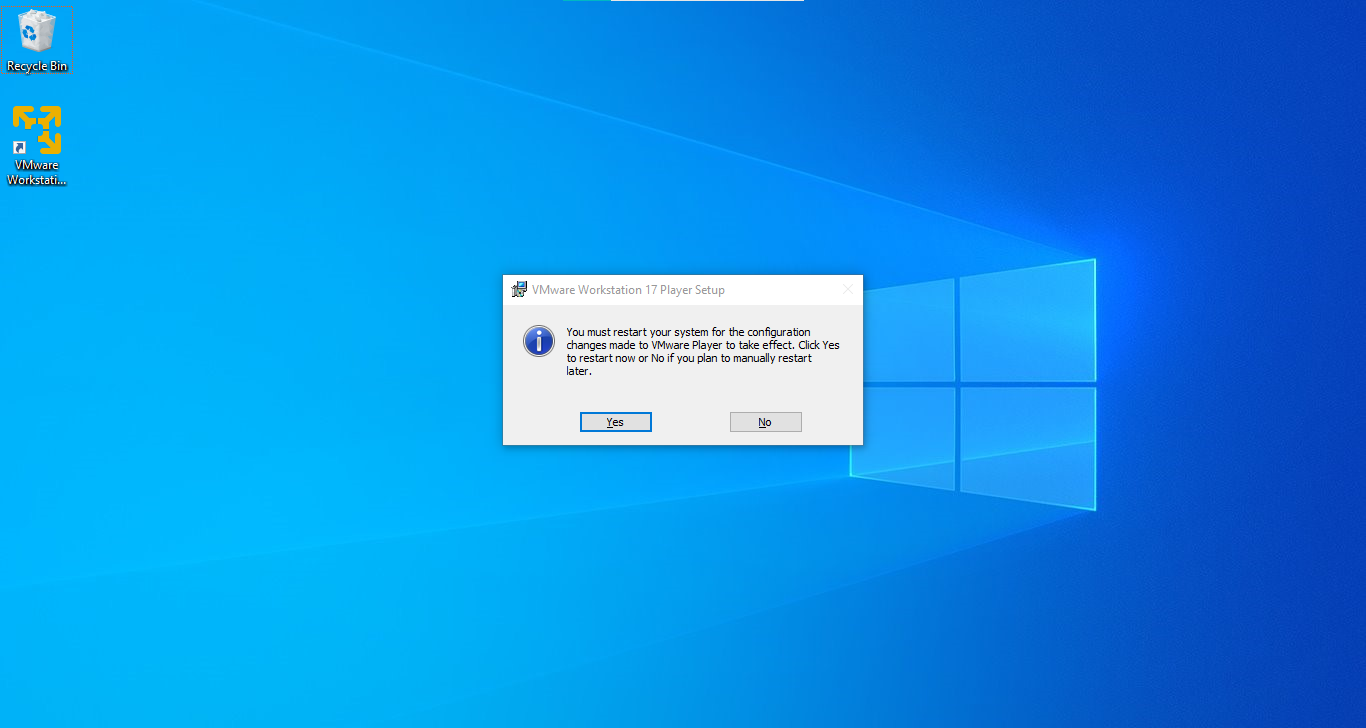 Recycle Bin
VMware
Workstati...
VMware Workstation 17 Player Setup
You must restart your system for the configuration
changes made to VMware Player to take effect. Click Yes
to restart now or No if you plan to manually restart
later.
Yes
No